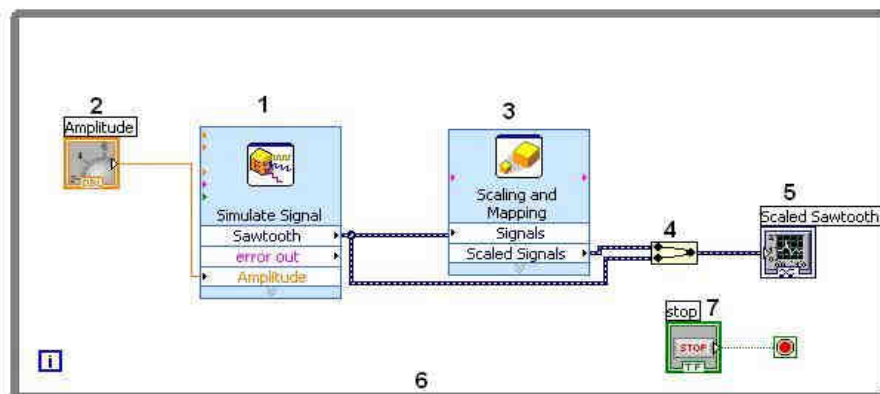 1
2
3
Amplitude
Simulate Signal
Sawtooth
error out
Amplitude
Scaling and
Mapping
Signals
Scaled Signals
4
5
Scaled Sawtooth
stop 7
STOP
TF
i
6